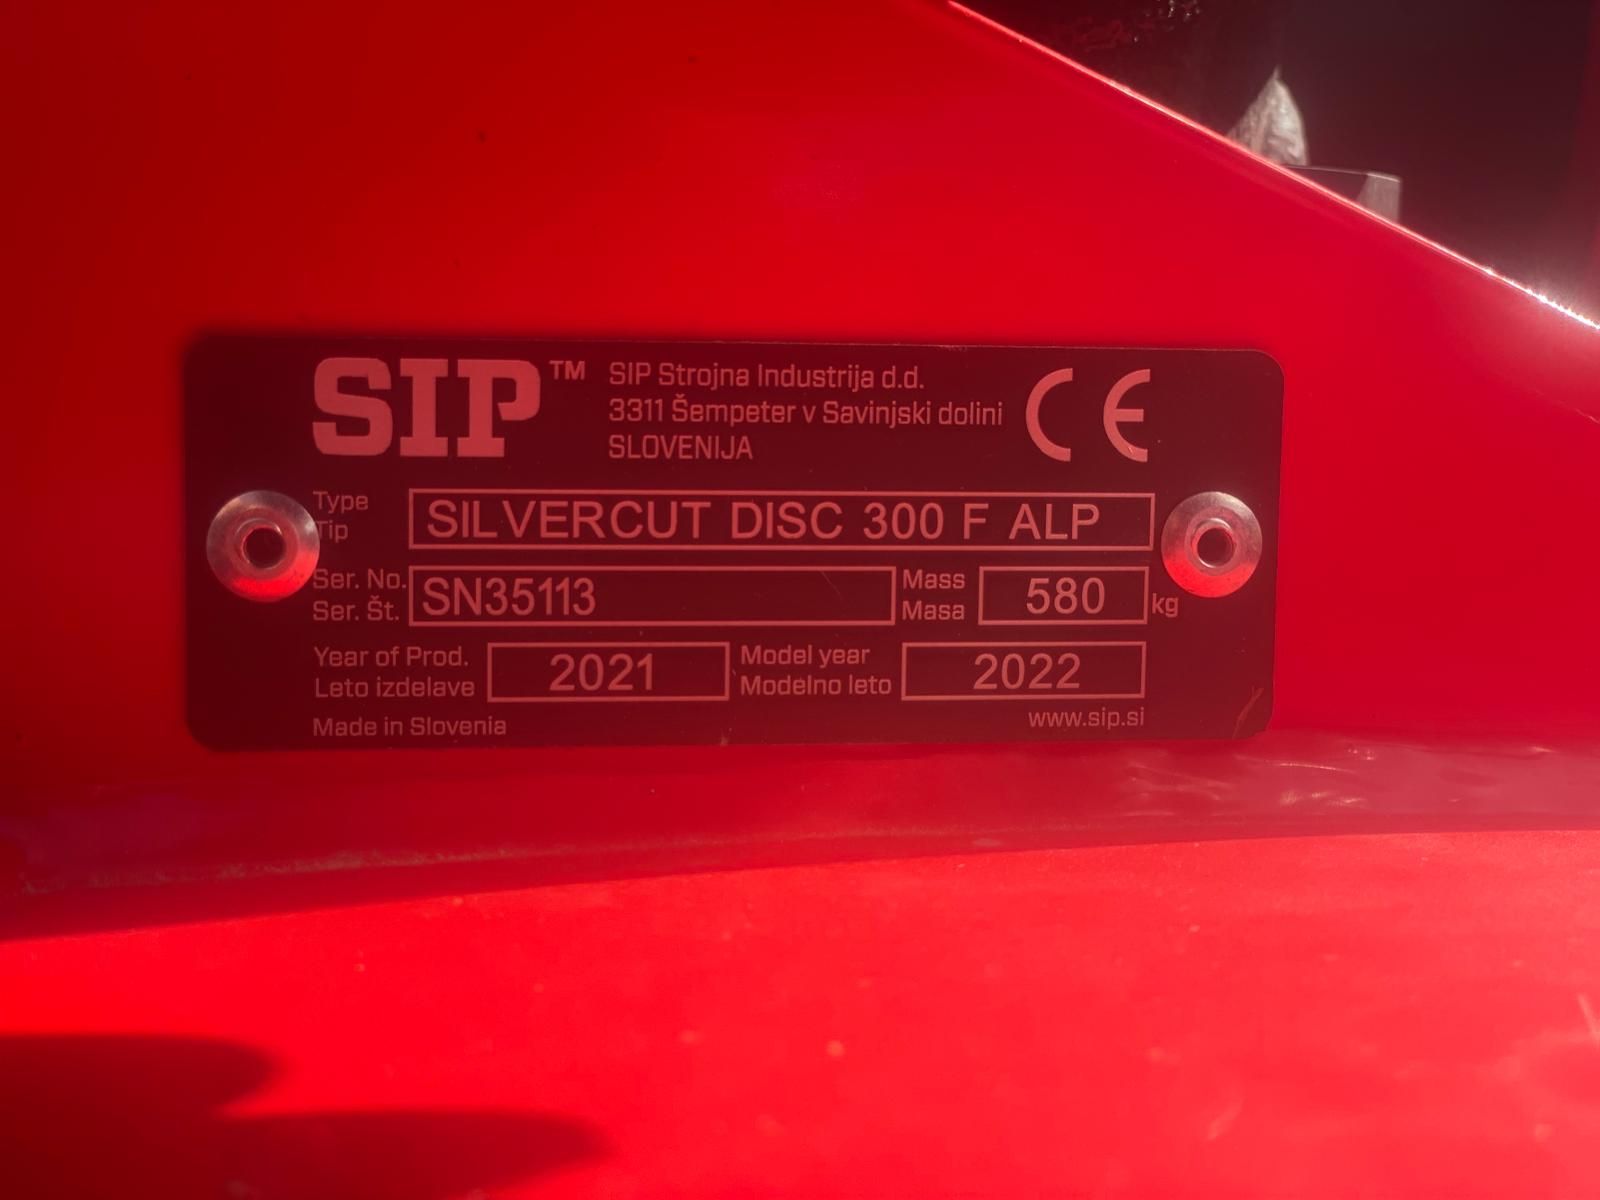 SIP™
SIP Strojna Industrija d.d.
3311 Šempeter v Savinjski dolini
SLOVENIJA
CE
Type
Tip
SILVERCUT DISC 300 F ALP
Ser. No.
Ser. Št.
SN35113
Mass
Masa
580
kg
Year of Prod.
Leto izdelave
2021
Model year
Modelno leto
2022
Made in Slovenia
www.sip.si